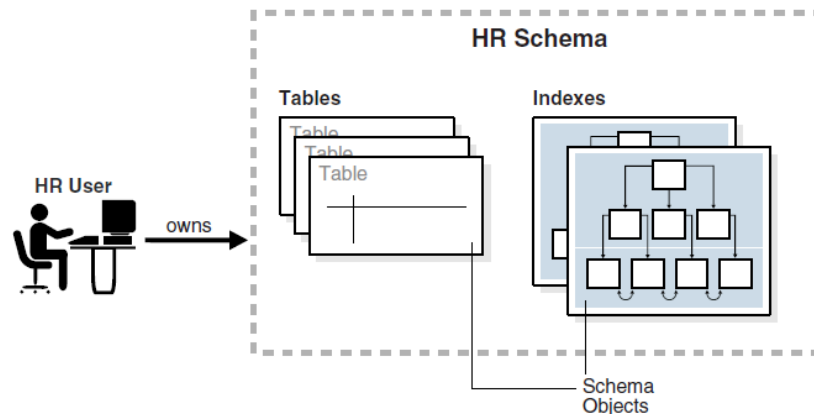 HR Schema
Tables
Indexes
Table
Table
Table
HR User
owns
Schema
Objects